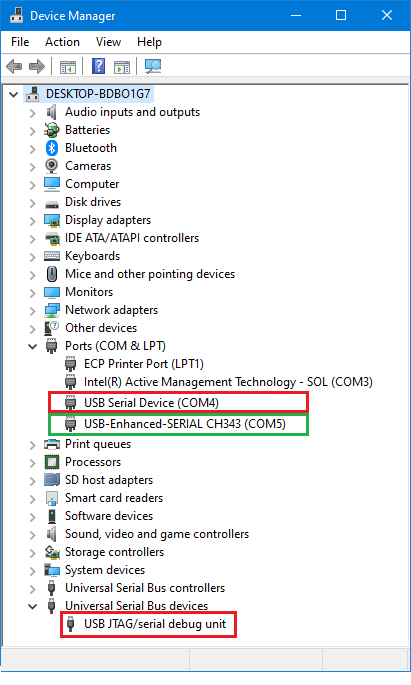 Device Manager
File Action View Help
DESKTOP-BDBO1G7
Audio inputs and outputs
Batteries
Bluetooth
Cameras
Computer
Disk drives
Display adapters
IDE ATA/ATAPI controllers
Keyboards
Mice and other pointing devices
Monitors
Network adapters
Other devices
Ports (COM & LPT)
ECP Printer Port (LPT1)
Intel(R) Active Management Technology - SOL (COM3)
USB Serial Device (COM4)
USB-Enhanced-SERIAL CH343 (COM5)
Print queues
Processors
SD host adapters
Smart card readers
Software devices
Sound, video and game controllers
Storage controllers
System devices
Universal Serial Bus controllers
Universal Serial Bus devices
USB JTAG/serial debug unit